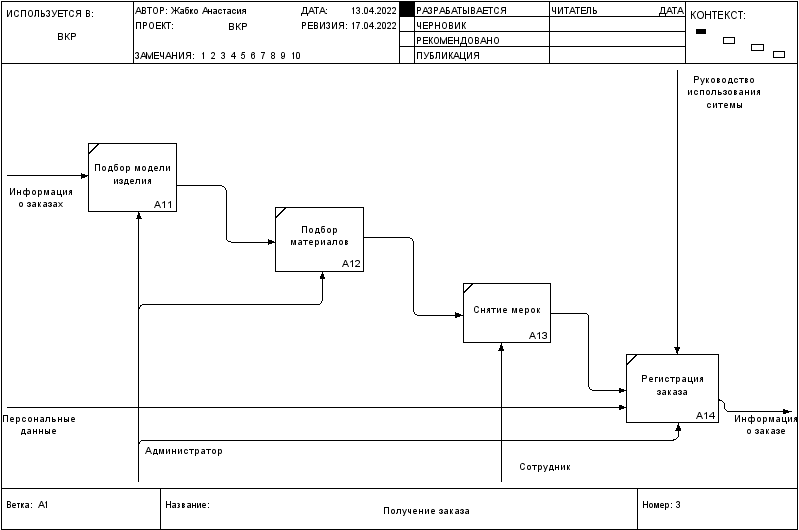 ИСПОЛЬЗУЕТСЯ В:
ВКР
АВТОР: Жабко Анастасия
ДАТА: 13.04.2022
ПРОЕКТ: ВКР
РЕВИЗИЯ: 17.04.2022
ЗАМЕЧАНИЯ: 1 2 3 4 5 6 7 8 9 10
РАЗРАБАТЫВАЕТСЯ
ЧЕРНОВИК
РЕКОМЕНДОВАНО
ПУБЛИКАЦИЯ
ЧИТАТЕЛЬ ДАТА
КОНТЕКСТ:
Руководство
использования
ситемы
Подбор модели
изделия
A11
Информация
о заказах
Подбор
материалов
A12
Снятие мерок
A13
Регистрация
заказа
A14
Персональные
данные
Информация
о заказе
Администратор
Сотрудник
Ветка: A1
Название:
Получение заказа
Номер: 3